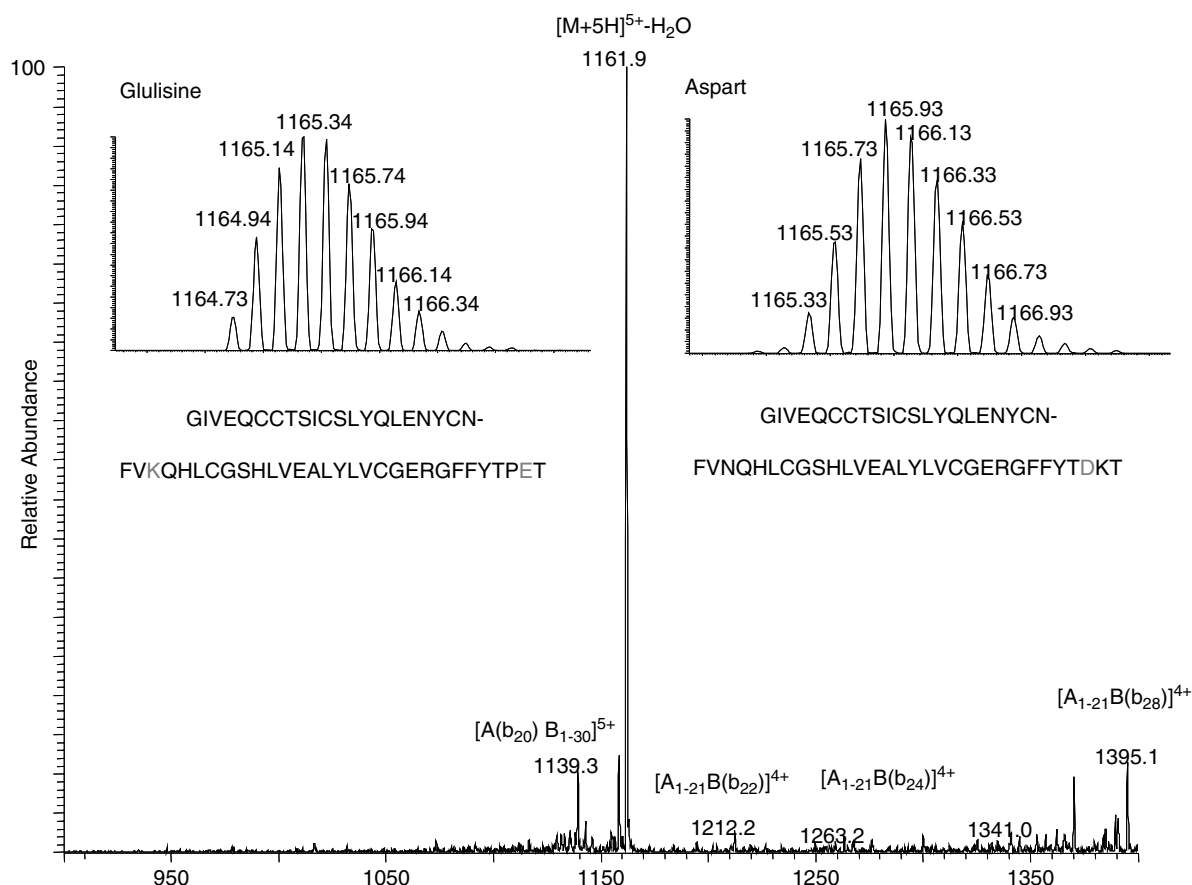 [M+5H]5+-H2O
1161.9
100
Glulisine
Aspart
1165.34
1165.14
1165.74
1164.94
1165.94
1164.73
1166.14
1166.34
1165.93
1166.13
1165.73
1166.33
1165.53
1166.53
1166.73
1165.33
1166.93
GIVEQCCTSICSLYQLENYCN-
GIVEQCCTSICSLYQLENYCN-
FVKQHLCGSHLVEALYLVCGERGFFYTPET
FVNQHLCGSHLVEALYLVCGERGFFYTDKT
Relative Abundance
[A(b20) B1-30]5+
1139.3
[A1-21B(b22)]4+
1212.2
[A1-21B(b24)]4+
1263.2
1341.0
[A1-21B(b28)]4+
1395.1
950
1050
1150
1250
1350